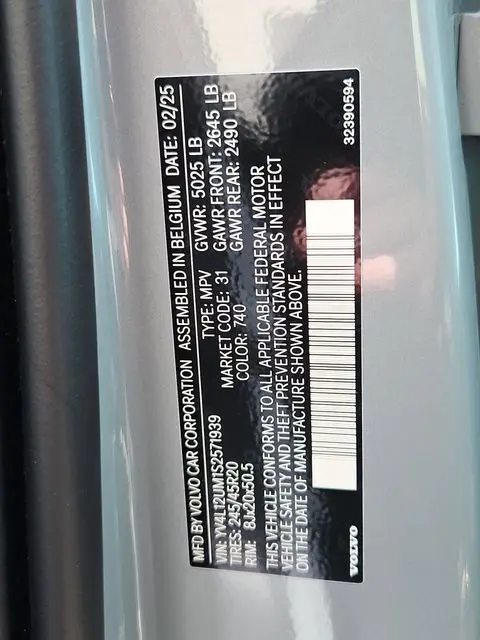 MFD BY VOLVO CAR CORPORATION ASSEMBLED IN BELGIUM DATE: 02/25
VIN: YV4L12UM1S2571939 TYPE: MPV GVWR: 5025 LB
TIRES: 245/45R20 MARKET CODE: 31 GAWR FRONT: 2645 LB
RIM: 8Jx20x50.5 COLOR: 740 GAWR REAR: 2490 LB
THIS VEHICLE CONFORMS TO ALL APPLICABLE FEDERAL MOTOR
VEHICLE SAFETY AND THEFT PREVENTION STANDARDS IN EFFECT
ON THE DATE OF MANUFACTURE SHOWN ABOVE.
VOLVO 32390594